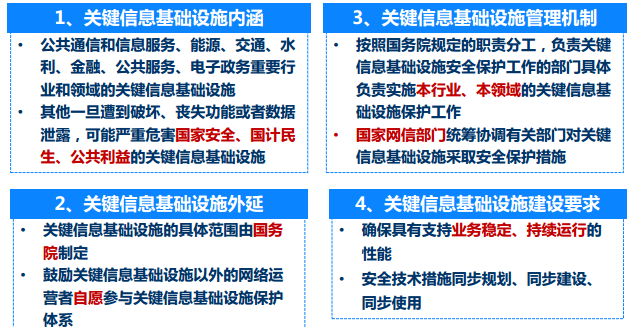 1、关键信息基础设施内涵
• 公共通信和信息服务、能源、交通、水
利、金融、公共服务、电子政务重要行
业和领域的关键信息基础设施
• 其他一旦遭到破坏、丧失功能或者数据
泄露，可能严重危害国家安全、国计民
生、公共利益的关键信息基础设施
2、关键信息基础设施外延
• 关键信息基础设施的具体范围由国务
院制定
• 鼓励关键信息基础设施以外的网络运
营者自愿参与关键信息基础设施保护
体系
3、关键信息基础设施管理机制
• 按照国务院规定的职责分工，负责关键
信息基础设施安全保护工作的部门具体
负责实施本行业、本领域的关键信息基
础设施保护工作
• 国家网信部门统筹协调有关部门对关键
信息基础设施采取安全保护措施
4、关键信息基础设施建设要求
• 确保具有支持业务稳定、持续运行的
性能
• 安全技术措施同步规划、同步建设、
同步使用